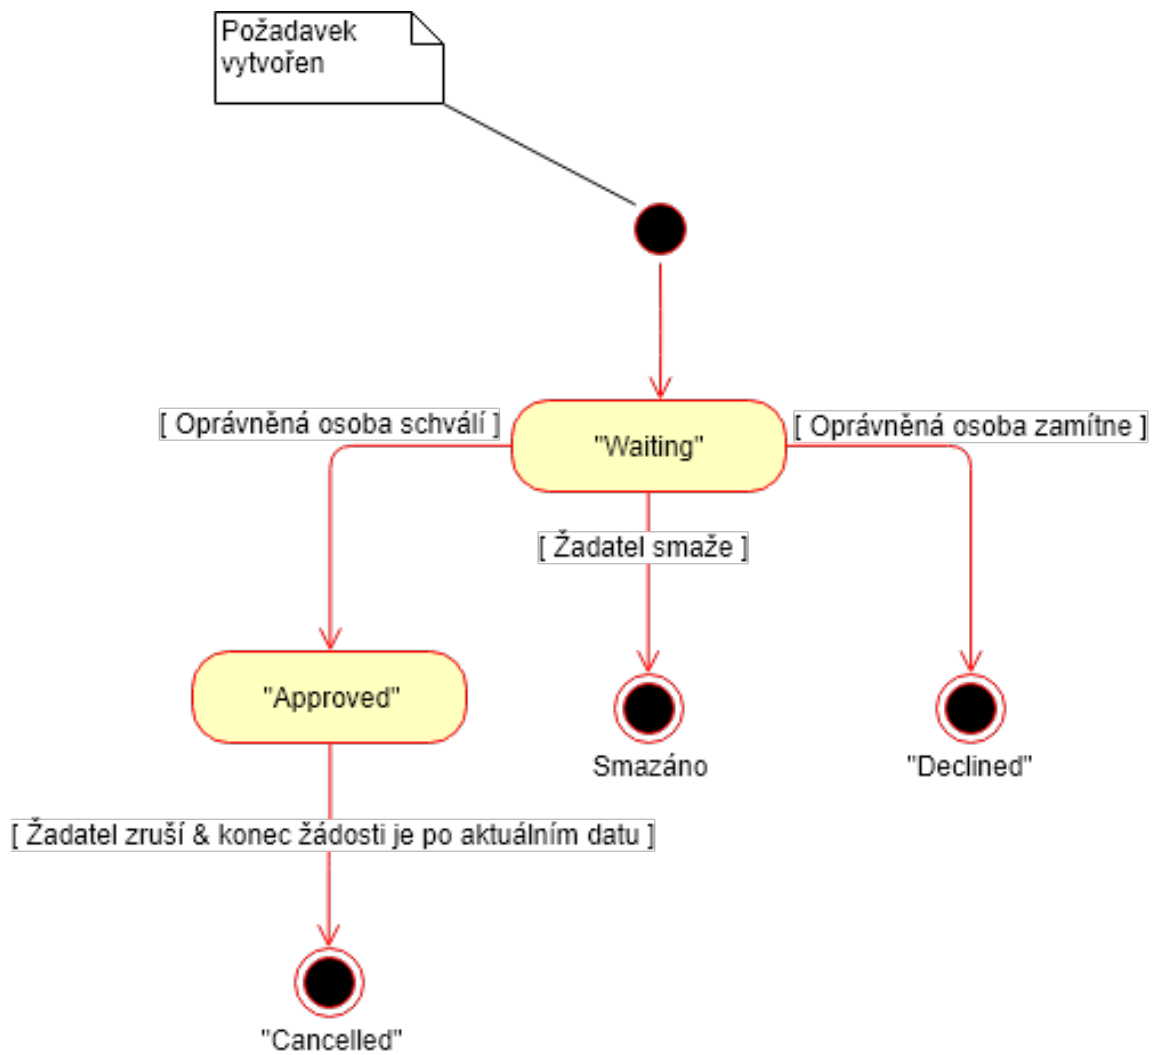 Požadavek
vytvořen
[ Oprávněná osoba schválí ]
"Waiting"
[ Oprávněná osoba zamítne ]
[ Žadatel smaže ]
"Approved"
Smazáno
"Declined"
[ Žadatel zruší & konec žádosti je po aktuálním datu ]
"Cancelled"